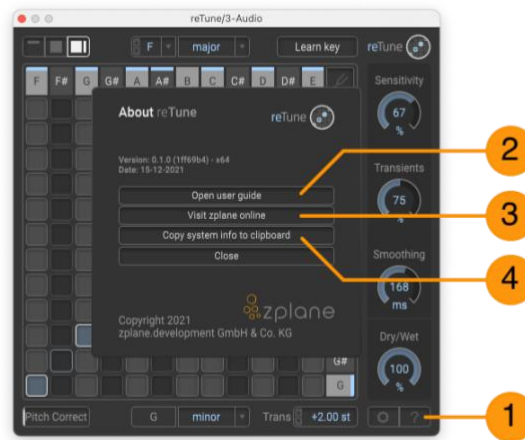 reTune/3-Audio
F major Learn key reTune
F F# G G# A A# B C C# D D# E
Sensitivity
67
%
About reTune reTune
Version: 0.1.0 (1ff69b4) - x64
Date: 15-12-2021
2
Transients
75
%
Open user guide
Visit zplane online
3
Copy system info to clipboard
Close
Smoothing
168
ms
4
zplane
Copyright 2021
zplane.development GmbH & Co. KG
Dry/Wet
100
%
G#
G
Pitch Correct G minor Trans +2.00 st ?
1